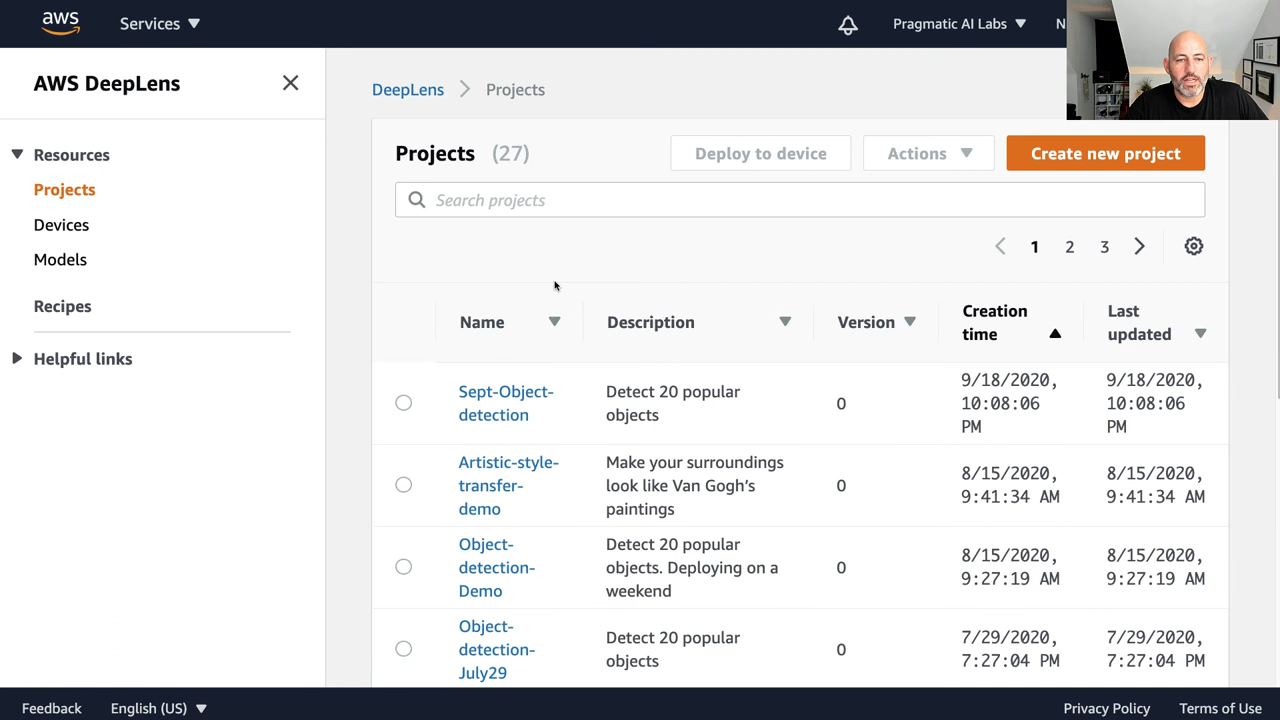 aws
Services
Pragmatic AI Labs
N
AWS DeepLens
Resources
Projects
Devices
Models
Recipes
Helpful links
DeepLens
Projects
Projects (27)
Deploy to device
Actions
Create new project
Search projects
1 2 3
Name
Description
Version
Creation
time
Last
updated
Sept-Object-
detection
Detect 20 popular
objects
0
9/18/2020,
10:08:06
PM
9/18/2020,
10:08:06
PM
Artistic-style-
transfer-
demo
Make your surroundings
look like Van Gogh’s
paintings
0
8/15/2020,
9:41:34 AM
8/15/2020,
9:41:34 AM
Object-
detection-
Demo
Detect 20 popular
objects. Deploying on a
weekend
0
8/15/2020,
9:27:19 AM
8/15/2020,
9:27:19 AM
Object-
detection-
July29
Detect 20 popular
objects
0
7/29/2020,
7:27:04 PM
7/29/2020,
7:27:04 PM
Feedback
English (US)
Privacy Policy
Terms of Use